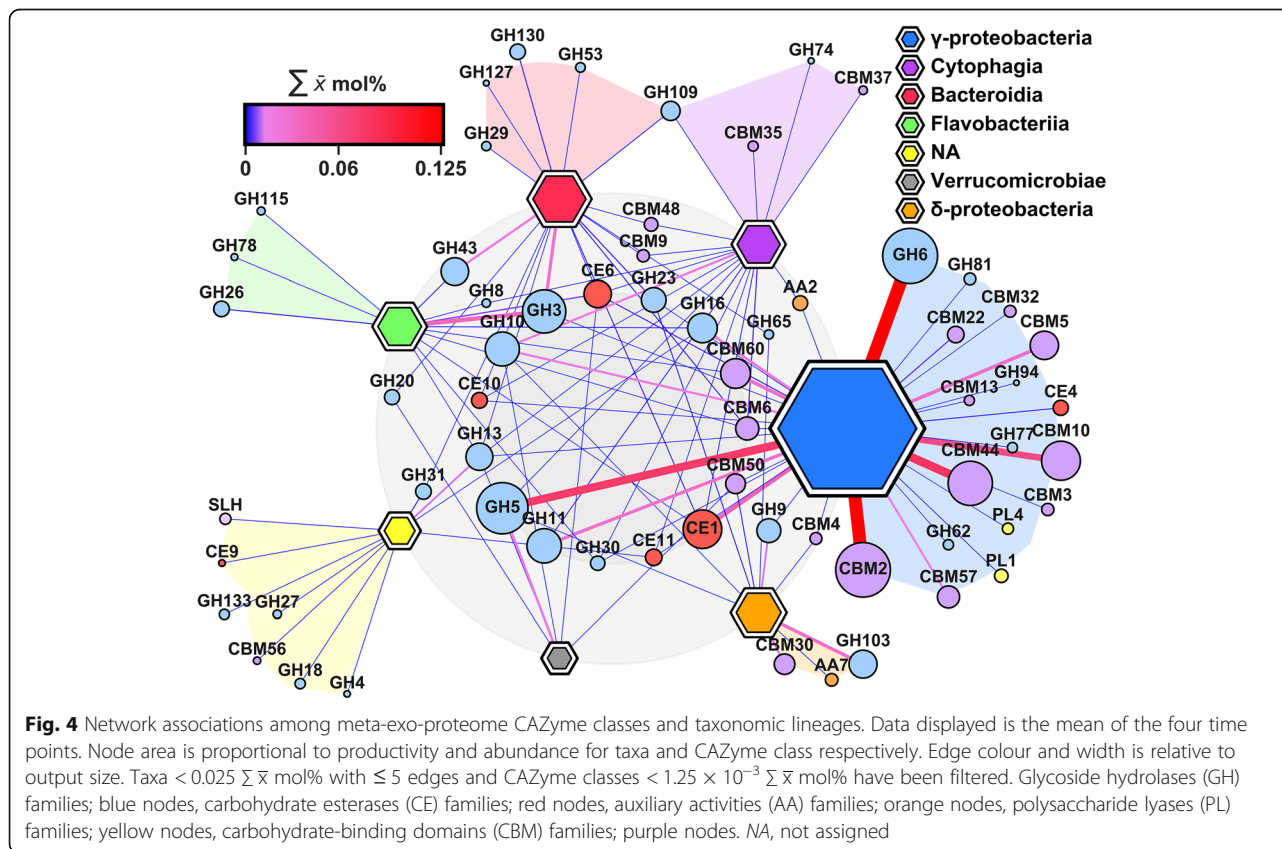 GH130
GH53
GH74
CBM37
GH127
GH109
γ-proteobacteria
Cytophagia
Bacteroidia
Flavobacteriia
NA
Verrucomicrobiae
δ-proteobacteria
∑ x̄ mol%
0 0.06 0.125
GH29
CBM35
GH115
GH78
GH26
CBM48
CBM9
GH43
CE6
GH23
AA2
GH6
GH81
CBM32
CBM22
CBM5
GH8
GH3
GH16
GH65
GH10
CBM60
GH94
CBM13
CE4
GH20
CE10
CBM6
GH77
CBM10
CBM44
GH13
CBM50
GH31
GH5
GH11
CE1
GH9
CBM4
CBM3
PL4
GH62
PL1
SLH
CE9
GH30
CE11
CBM2
CBM57
GH133
GH27
CBM56
GH18
GH4
CBM30
AA7
GH103
Fig. 4 Network associations among meta-exo-proteome CAZyme classes and taxonomic lineages. Data displayed is the mean of the four time
points. Node area is proportional to productivity and abundance for taxa and CAZyme class respectively. Edge colour and width is relative to
output size. Taxa < 0.025 ∑ x̄ mol% with ≤ 5 edges and CAZyme classes < 1.25 × 10⁻³ ∑ x̄ mol% have been filtered. Glycoside hydrolases (GH)
families; blue nodes, carbohydrate esterases (CE) families; red nodes, auxiliary activities (AA) families; orange nodes, polysaccharide lyases (PL)
families; yellow nodes, carbohydrate-binding domains (CBM) families; purple nodes. NA, not assigned